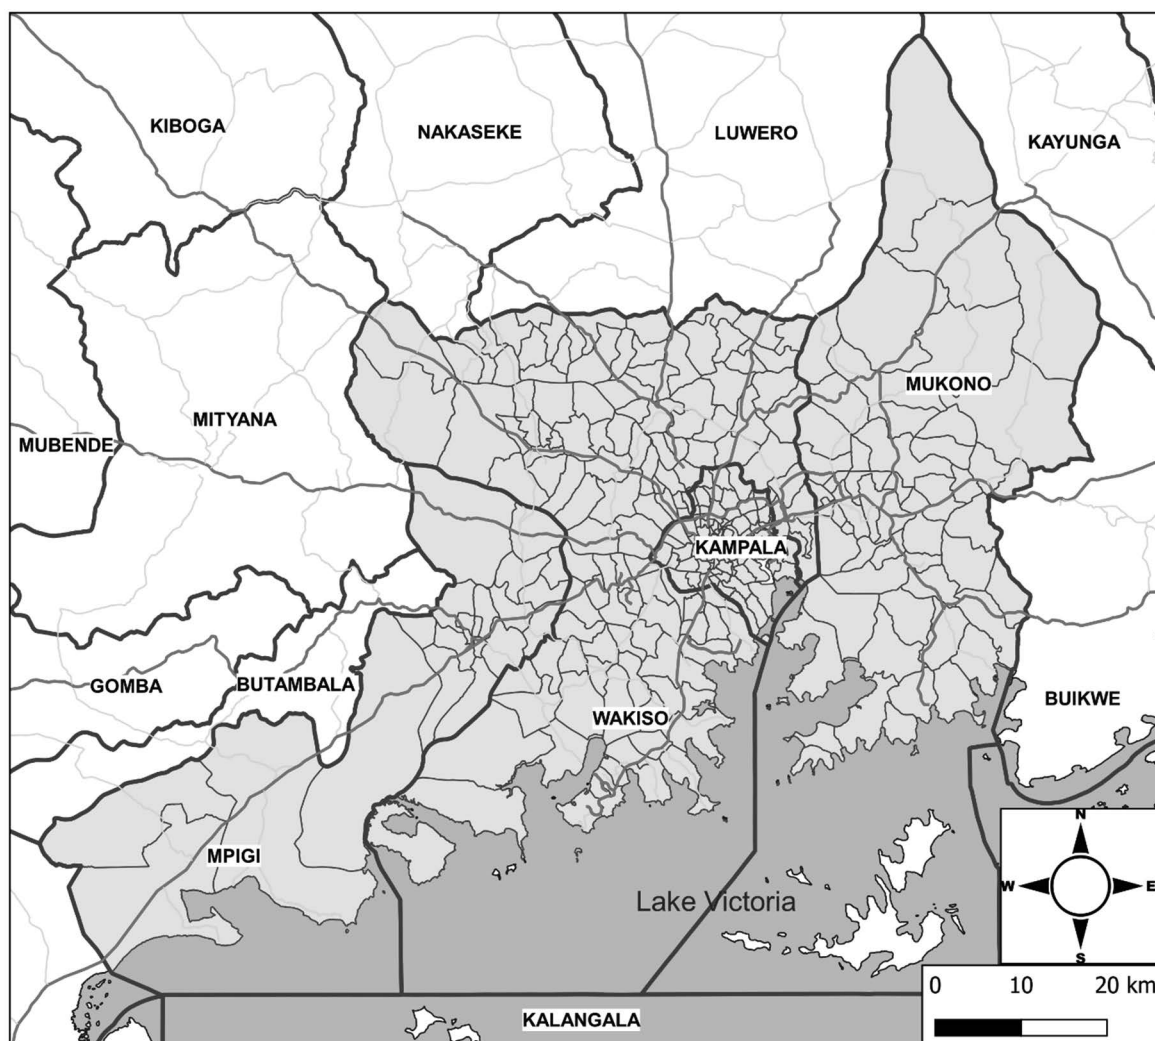 KIBOGA
NAKASEKE
LUWERO
KAYUNGA
MUKONO
MITYANA
MUBENDE
KAMPALA
GOMBA
BUTAMBALA
BUIKWE
WAKISO
MPIGI
N
W
E
S
Lake Victoria
0 10 20 km
KALANGALA